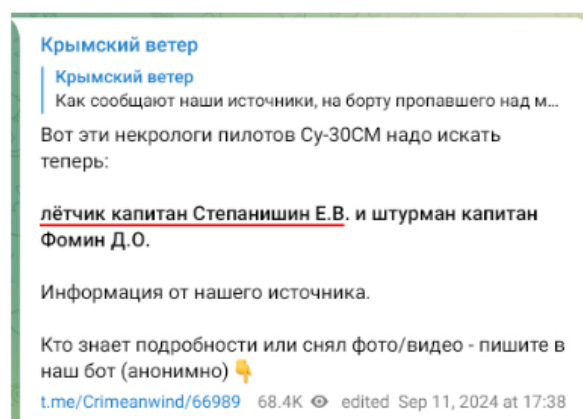 Крымский ветер
Крымский ветер
Как сообщают наши источники, на борту пропавшего над м...
Вот эти некрологи пилотов Су-30СМ надо искать
теперь:
лётчик капитан Степанишин Е.В. и штурман капитан
Фомин Д.О.
Информация от нашего источника.
Кто знает подробности или снял фото/видео - пишите в
наш бот (анонимно) 👇
t.me/Crimeanwind/66989 68.4K edited Sep 11, 2024 at 17:38